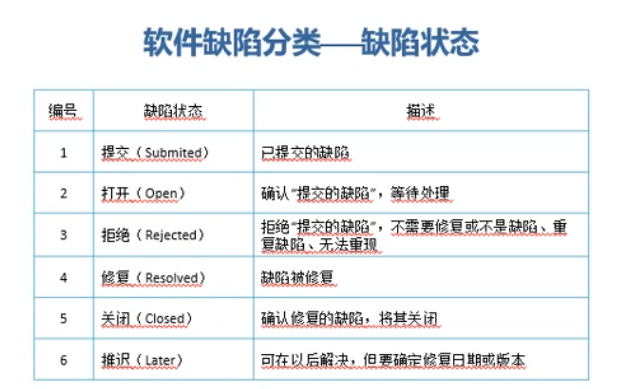 软件缺陷分类——缺陷状态
编号 缺陷状态 描述
1 提交（Submited） 已提交的缺陷
2 打开（Open） 确认“提交的缺陷”，等待处理
3 拒绝（Rejected） 拒绝“提交的缺陷”，不需要修复或不是缺陷、重
复缺陷、无法重现
4 修复（Resolved） 缺陷被修复
5 关闭（Closed） 确认修复的缺陷，将其关闭
6 推迟（Later） 可在以后解决，但要确定修复日期或版本